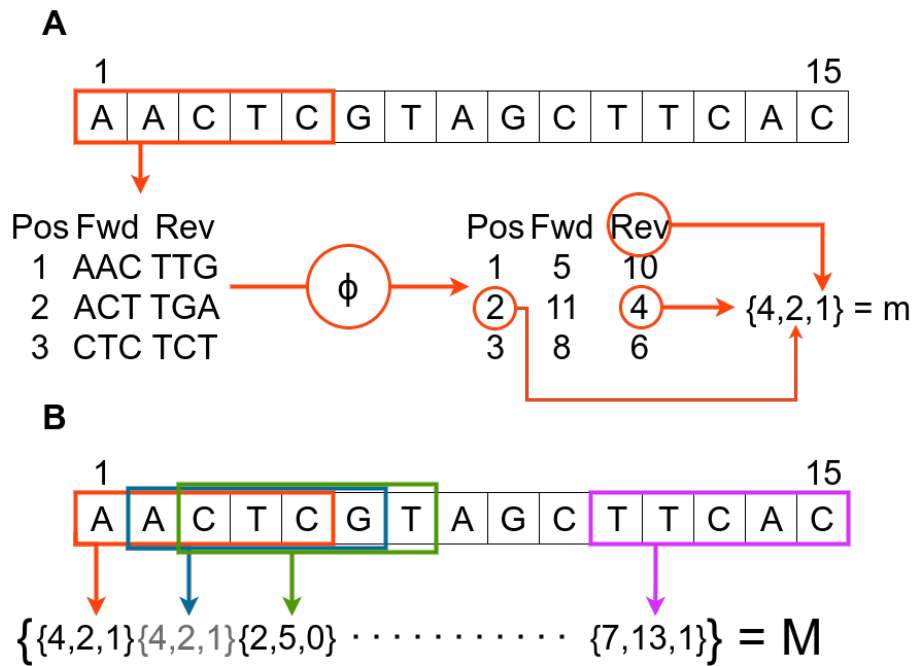 A
1 15
A A C T C G T A G C T T C A C
Pos Fwd Rev Pos Fwd Rev
1 AAC TTG 1 5 10
2 ACT TGA ϕ 2 11 4 {4,2,1} = m
3 CTC TCT 3 8 6
B
1 15
A A C T C G T A G C T T C A C
{{4,2,1}{4,2,1}{2,5,0} · · · · · · · · · · · · {7,13,1}} = M